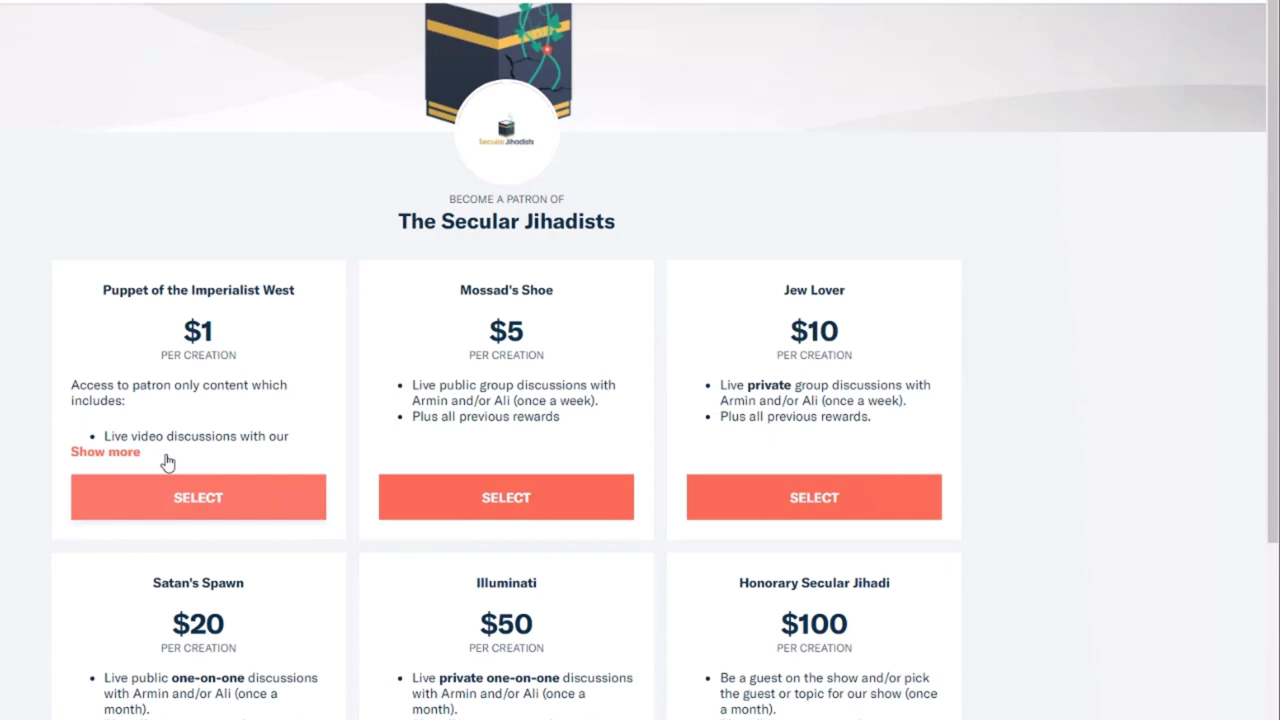 Secular Jihadists
BECOME A PATRON OF
The Secular Jihadists
Puppet of the Imperialist West
$1
PER CREATION
Access to patron only content which
includes:
• Live video discussions with our
Show more
SELECT
Mossad's Shoe
$5
PER CREATION
• Live public group discussions with
Armin and/or Ali (once a week).
• Plus all previous rewards
SELECT
Jew Lover
$10
PER CREATION
• Live private group discussions with
Armin and/or Ali (once a week).
• Plus all previous rewards.
SELECT
Satan's Spawn
$20
PER CREATION
• Live public one-on-one discussions
with Armin and/or Ali (once a
month).
Illuminati
$50
PER CREATION
• Live private one-on-one discussions
with Armin and/or Ali (once a
month).
Honorary Secular Jihadi
$100
PER CREATION
• Be a guest on the show and/or pick
the guest or topic for our show (once
a month).